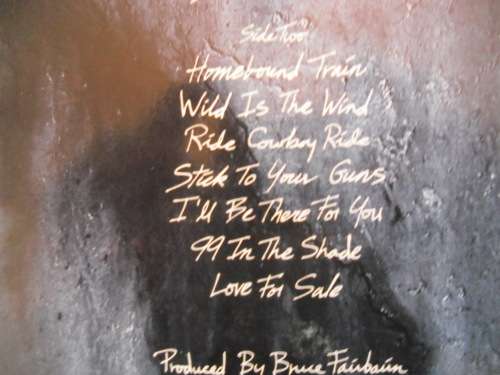 Side Two
Homebound Train
Wild Is The Wind
Ride Cowboy Ride
Stick To Your Guns
I'll Be There For You
99 In The Shade
Love For Sale
Produced By Bruce Fairbairn